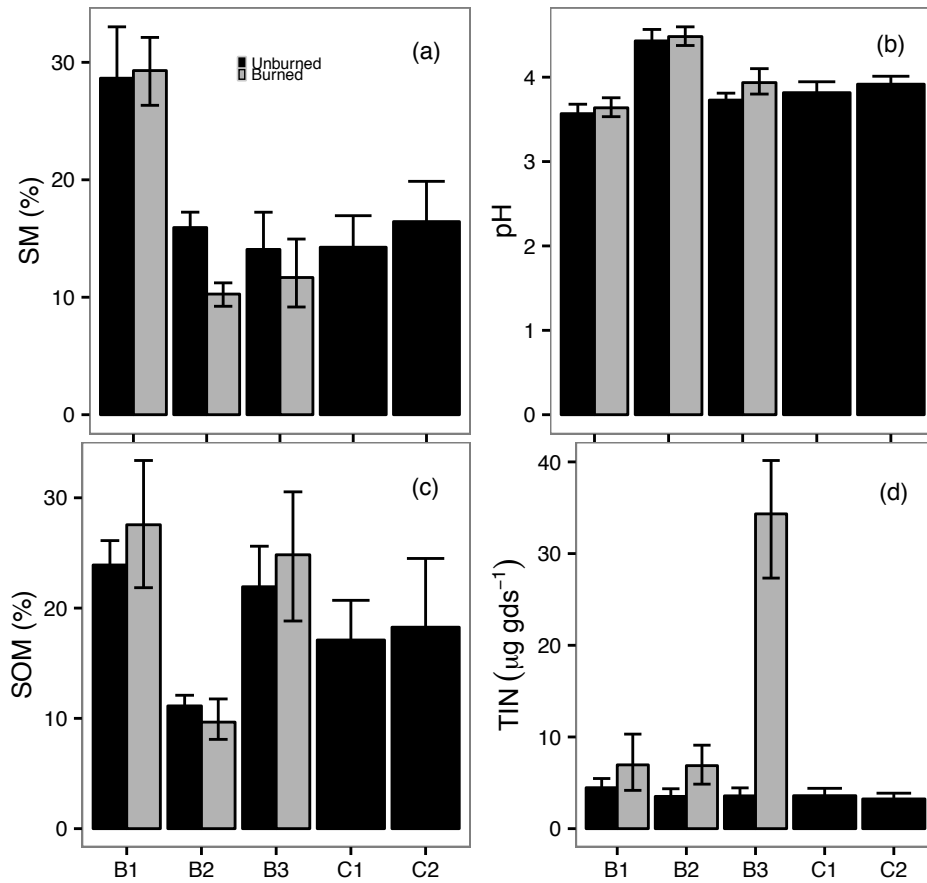 (a)
Unburned
Burned
30
20
10
0
SM (%)
(b)
4
3
2
1
0
pH
(c)
30
20
10
0
SOM (%)
B1 B2 B3 C1 C2
(d)
40
30
20
10
0
TIN (μg gds⁻¹)
B1 B2 B3 C1 C2